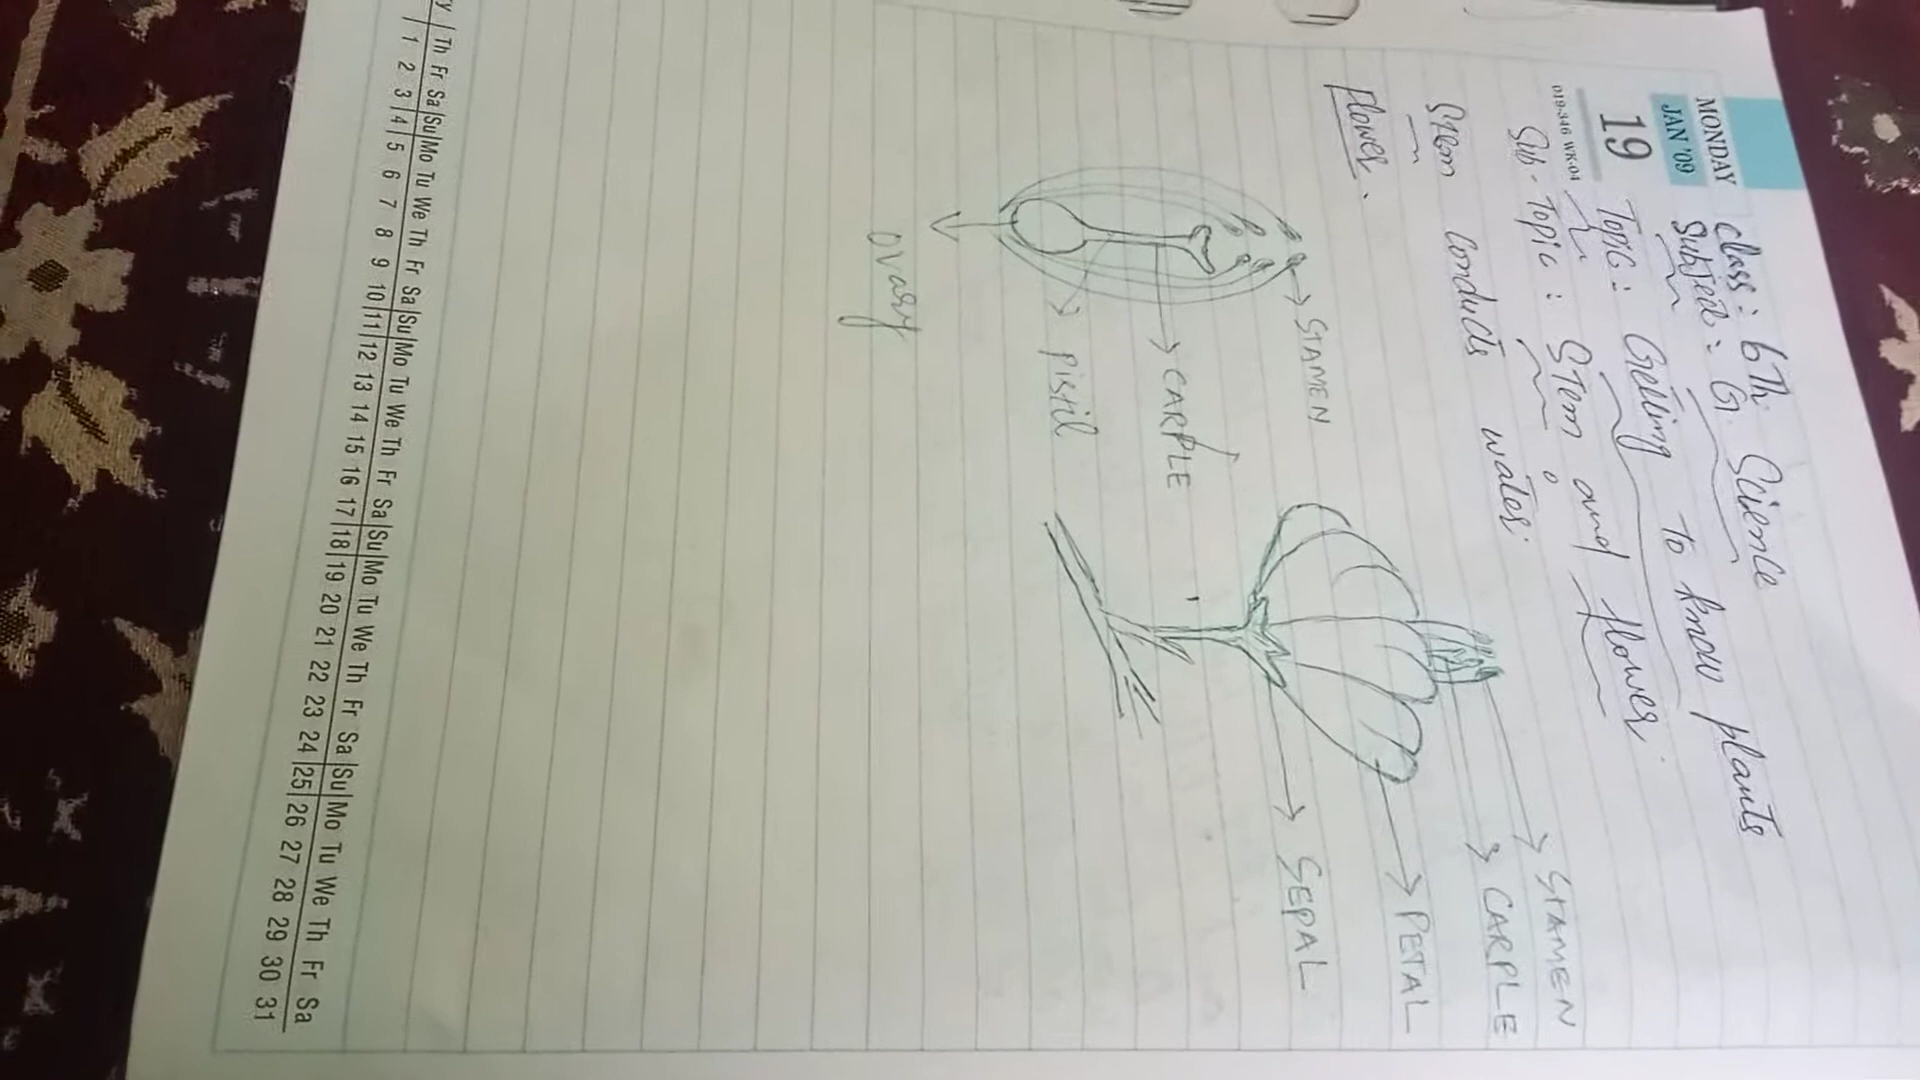 MONDAY
JAN '09
19
019-346 WK-04
Class: 6Th.
Subject: G. Science
Topic: Getting to know plants
Sub-Topic: Stem and flower.
Stem conducts water.
flower.
STAMEN
CARPLE
Pistil
Ovary
STAMEN
CARPLE
PETAL
SEPAL
Th Fr Sa Su Mo Tu We Th Fr Sa Su Mo Tu We Th Fr Sa Su Mo Tu We Th Fr Sa Su Mo Tu We Th Fr Sa
1 2 3 4 5 6 7 8 9 10 11 12 13 14 15 16 17 18 19 20 21 22 23 24 25 26 27 28 29 30 31